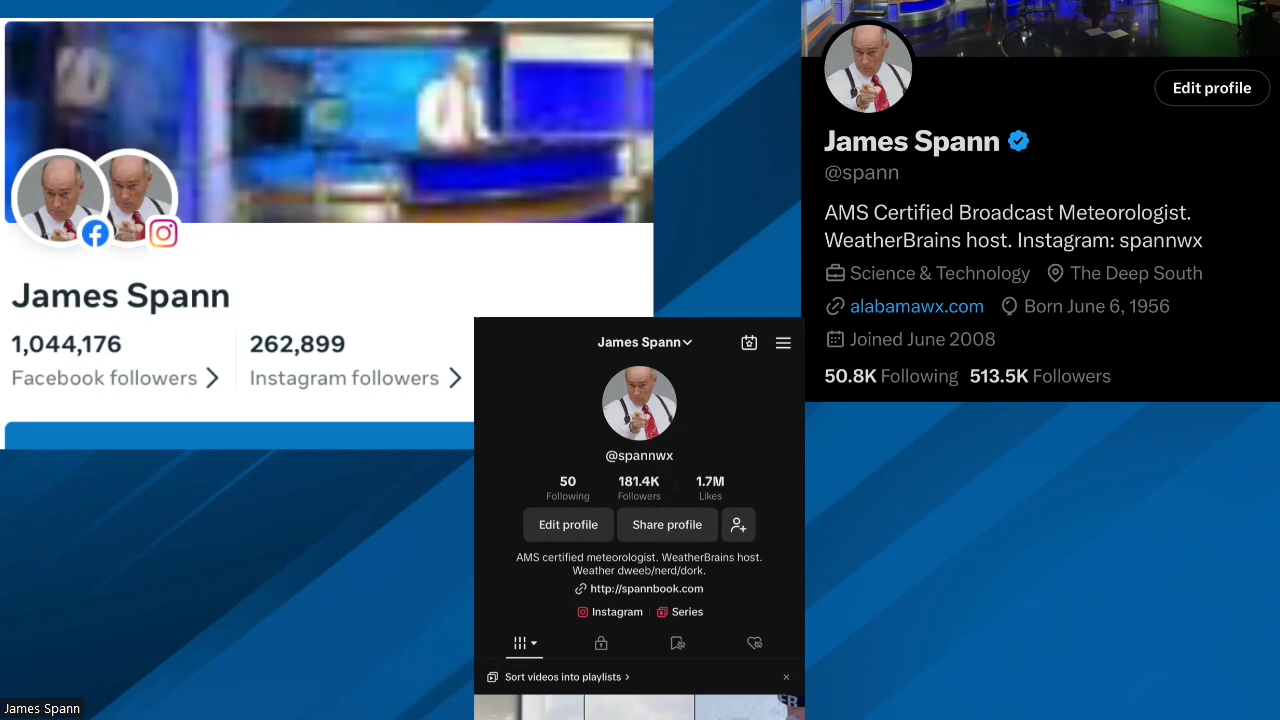 James Spann
1,044,176
Facebook followers
262,899
Instagram followers
James Spann
@spannwx
50 181.4K 1.7M
Following Followers Likes
Edit profile Share profile
AMS certified meteorologist. WeatherBrains host.
Weather dweeb/nerd/dork.
http://spannbook.com
Instagram Series
Sort videos into playlists
ER
Edit profile
James Spann
@spann
AMS Certified Broadcast Meteorologist.
WeatherBrains host. Instagram: spannwx
Science & Technology The Deep South
alabamawx.com Born June 6, 1956
Joined June 2008
50.8K Following 513.5K Followers
James Spann